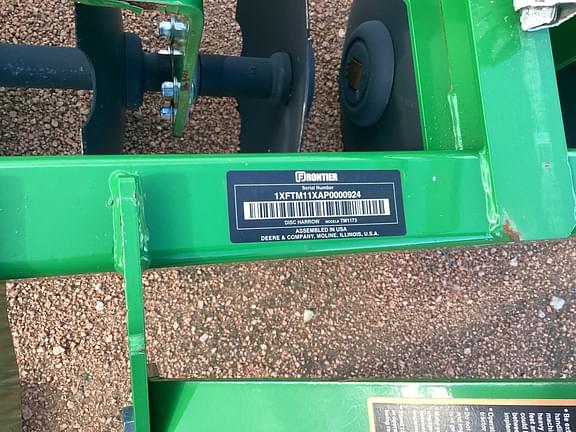 FRONTIER
Serial Number
1XFTM11XAP0000924
DISC HARROW MODEL# TM1173
ASSEMBLED IN USA
DEERE & COMPANY, MOLINE, ILLINOIS, U.S.A.